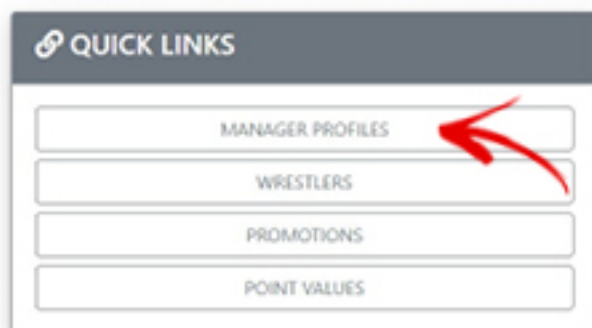 QUICK LINKS
MANAGER PROFILES
WRESTLERS
PROMOTIONS
POINT VALUES